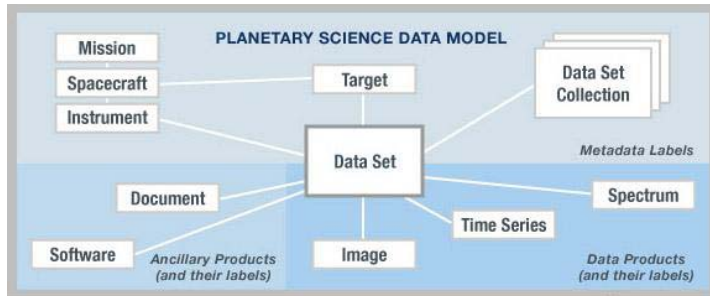 PLANETARY SCIENCE DATA MODEL
Mission
Spacecraft
Instrument
Target
Data Set
Collection
Metadata Labels
Data Set
Document
Software
Ancillary Products
(and their labels)
Image
Time Series
Spectrum
Data Products
(and their labels)